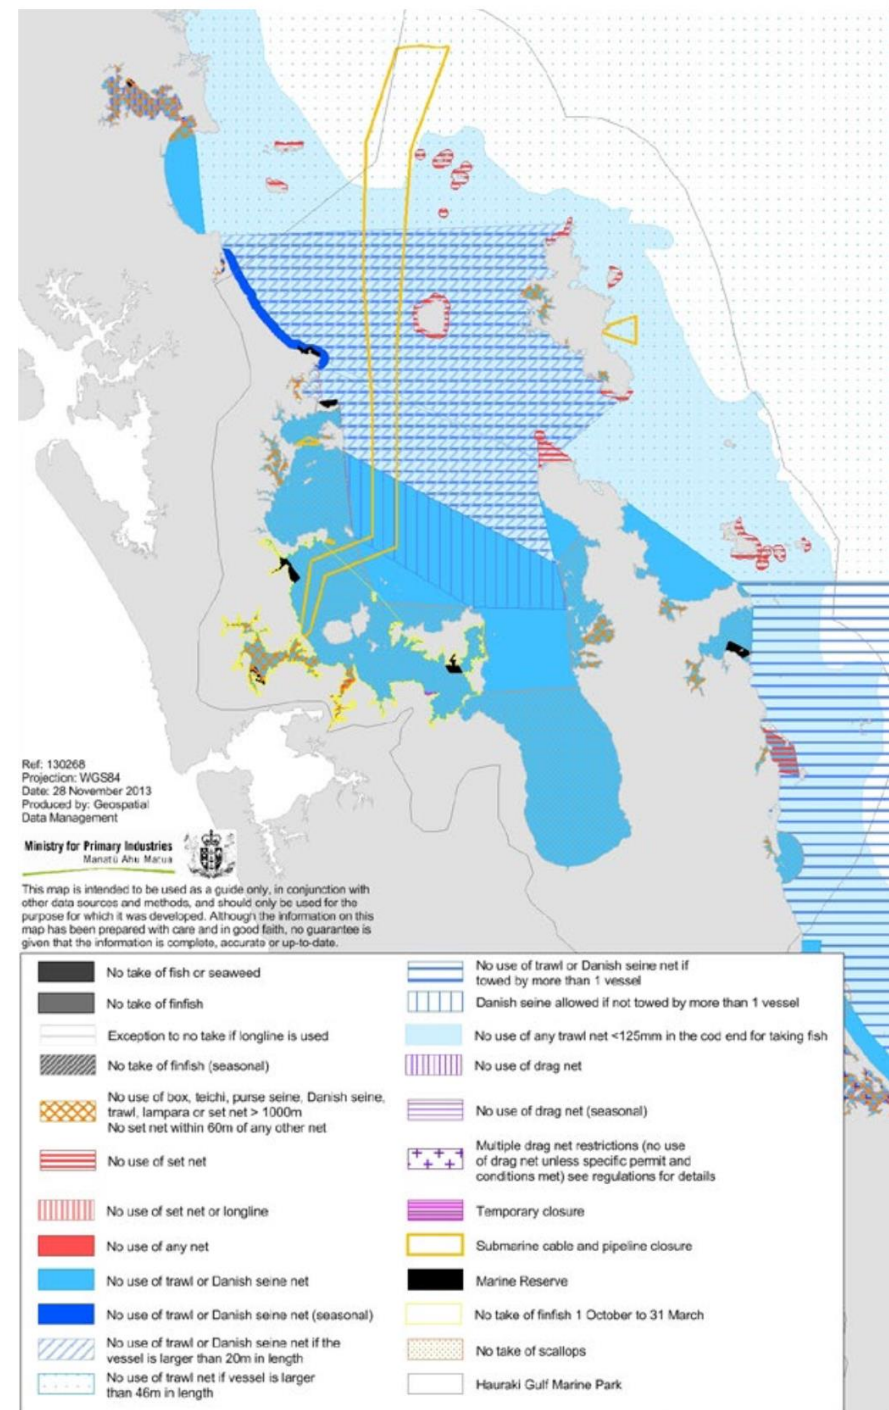 Ref: 130268
Projection: WGS84
Date: 28 November 2013
Produced by: Geospatial
Data Management
Ministry for Primary Industries
Manatū Ahu Matua
This map is intended to be used as a guide only, in conjunction with
other data sources and methods, and should only be used for the
purpose for which it was developed. Although the information on this
map has been prepared with care and in good faith, no guarantee is
given that the information is complete, accurate or up-to-date.
No take of fish or seaweed
No take of finfish
Exception to no take if longline is used
No take of finfish (seasonal)
No use of box, teichi, purse seine, Danish seine,
trawl, lampara or set net > 1000m
No set net within 60m of any other net
No use of set net
No use of set net or longline
No use of any net
No use of trawl or Danish seine net
No use of trawl or Danish seine net (seasonal)
No use of trawl or Danish seine net if the
vessel is larger than 20m in length
No use of trawl net if vessel is larger
than 46m in length
No use of trawl or Danish seine net if
towed by more than 1 vessel
Danish seine allowed if not towed by more than 1 vessel
No use of any trawl net <125mm in the cod end for taking fish
No use of drag net
No use of drag net (seasonal)
Multiple drag net restrictions (no use
of drag net unless specific permit and
conditions met) see regulations for details
Temporary closure
Submarine cable and pipeline closure
Marine Reserve
No take of finfish 1 October to 31 March
No take of scallops
Hauraki Gulf Marine Park